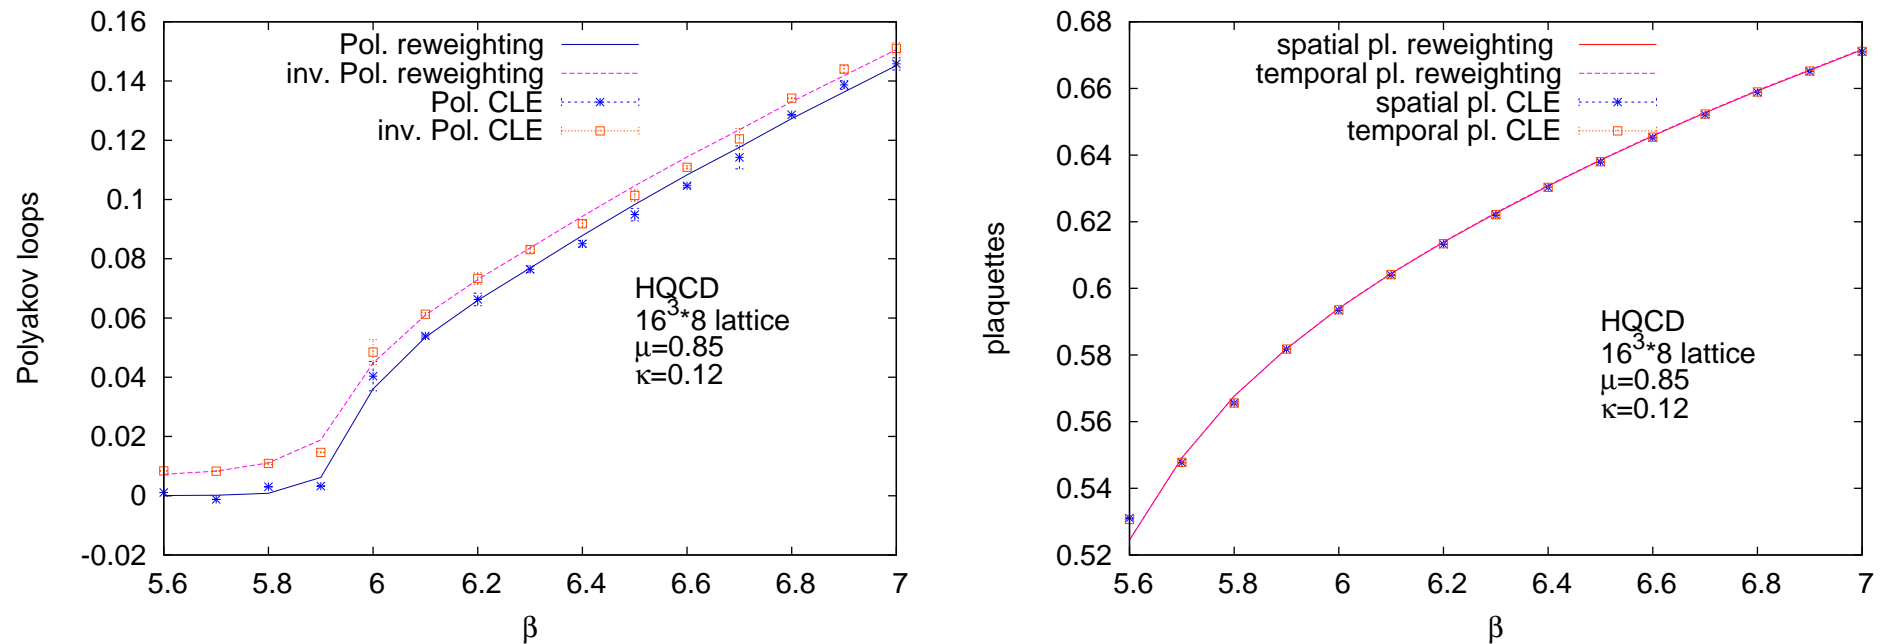 0.16
0.14
0.12
0.1
0.08
0.06
0.04
0.02
0
-0.02
5.6 5.8 6 6.2 6.4 6.6 6.8 7
Polyakov loops
β
Pol. reweighting
inv. Pol. reweighting
Pol. CLE
inv. Pol. CLE
HQCD
16^3*8 lattice
μ=0.85
κ=0.12
0.68
0.66
0.64
0.62
0.6
0.58
0.56
0.54
0.52
5.6 5.8 6 6.2 6.4 6.6 6.8 7
plaquettes
β
spatial pl. reweighting
temporal pl. reweighting
spatial pl. CLE
temporal pl. CLE
HQCD
16^3*8 lattice
μ=0.85
κ=0.12